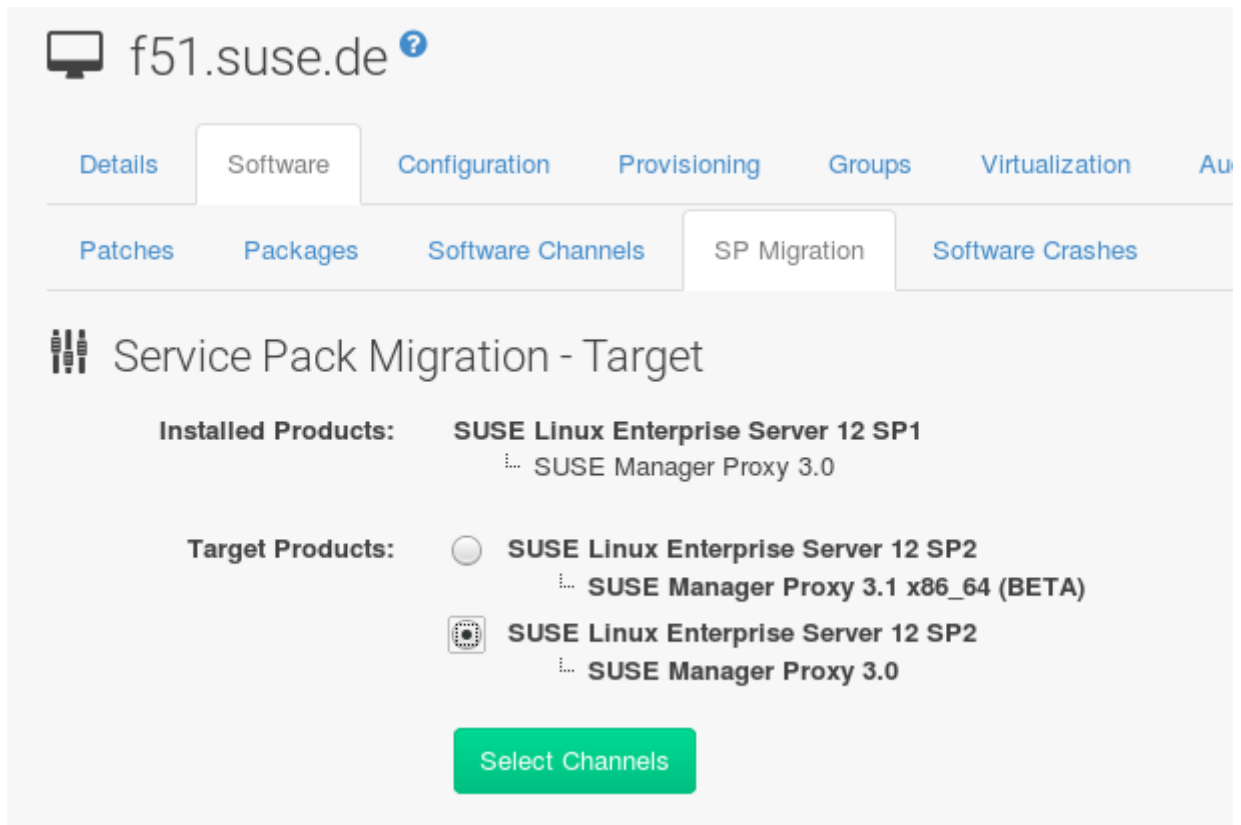 f51.suse.de ?
Details Software Configuration Provisioning Groups Virtualization Au
Patches Packages Software Channels SP Migration Software Crashes
Service Pack Migration - Target
Installed Products: SUSE Linux Enterprise Server 12 SP1
SUSE Manager Proxy 3.0
Target Products: SUSE Linux Enterprise Server 12 SP2
SUSE Manager Proxy 3.1 x86_64 (BETA)
SUSE Linux Enterprise Server 12 SP2
SUSE Manager Proxy 3.0
Select Channels